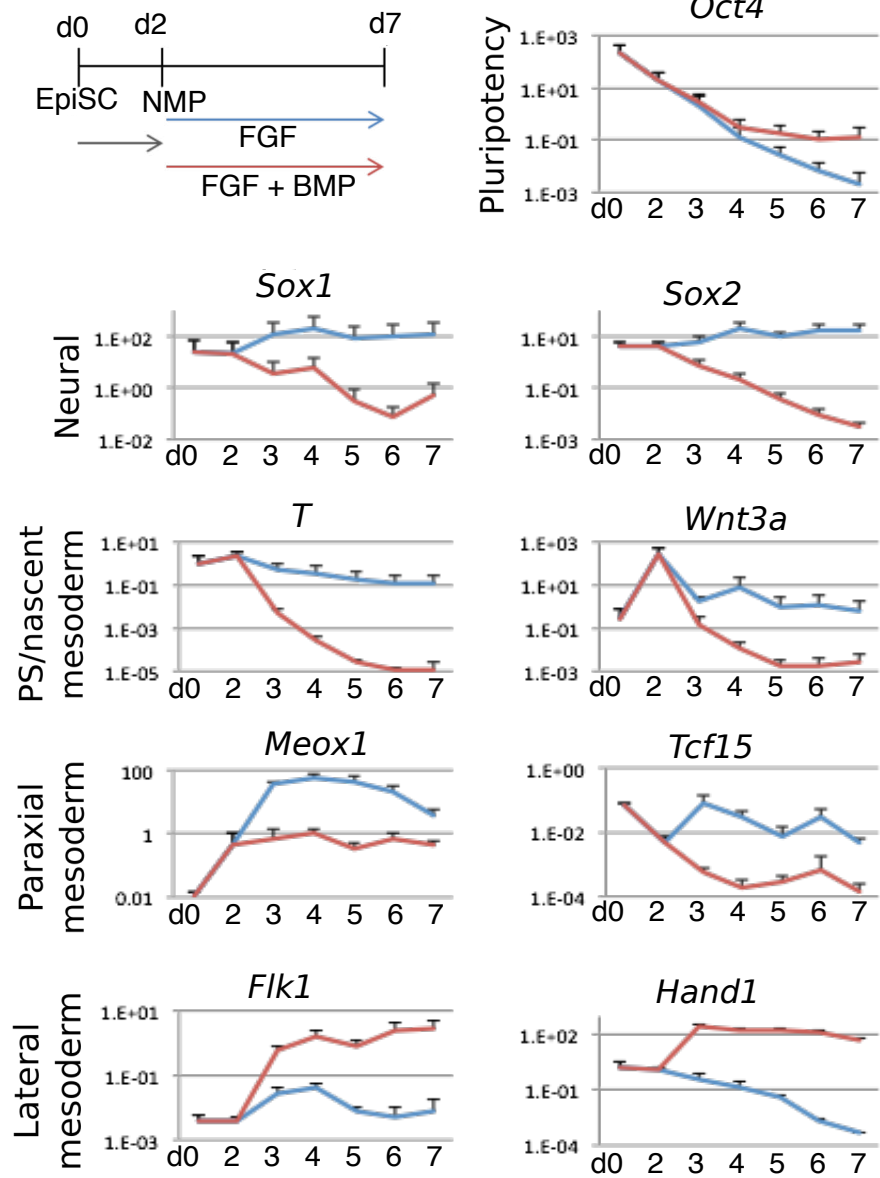 d0 d2 d7
EpiSC NMP
FGF
FGF + BMP
Oct4
Pluripotency
1.E+03
1.E+01
1.E-01
1.E-03
d0 2 3 4 5 6 7
Sox1
Neural
1.E+02
1.E+00
1.E-02
d0 2 3 4 5 6 7
Sox2
1.E+01
1.E-01
1.E-03
d0 2 3 4 5 6 7
T
PS/nascent
mesoderm
1.E+01
1.E-01
1.E-03
1.E-05
d0 2 3 4 5 6 7
Wnt3a
1.E+03
1.E+01
1.E-01
1.E-03
d0 2 3 4 5 6 7
Meox1
Paraxial
mesoderm
100
1
0.01
d0 2 3 4 5 6 7
Tcf15
1.E+00
1.E-02
1.E-04
d0 2 3 4 5 6 7
Flk1
Lateral
mesoderm
1.E+01
1.E-01
1.E-03
d0 2 3 4 5 6 7
Hand1
1.E+02
1.E-01
1.E-04
d0 2 3 4 5 6 7